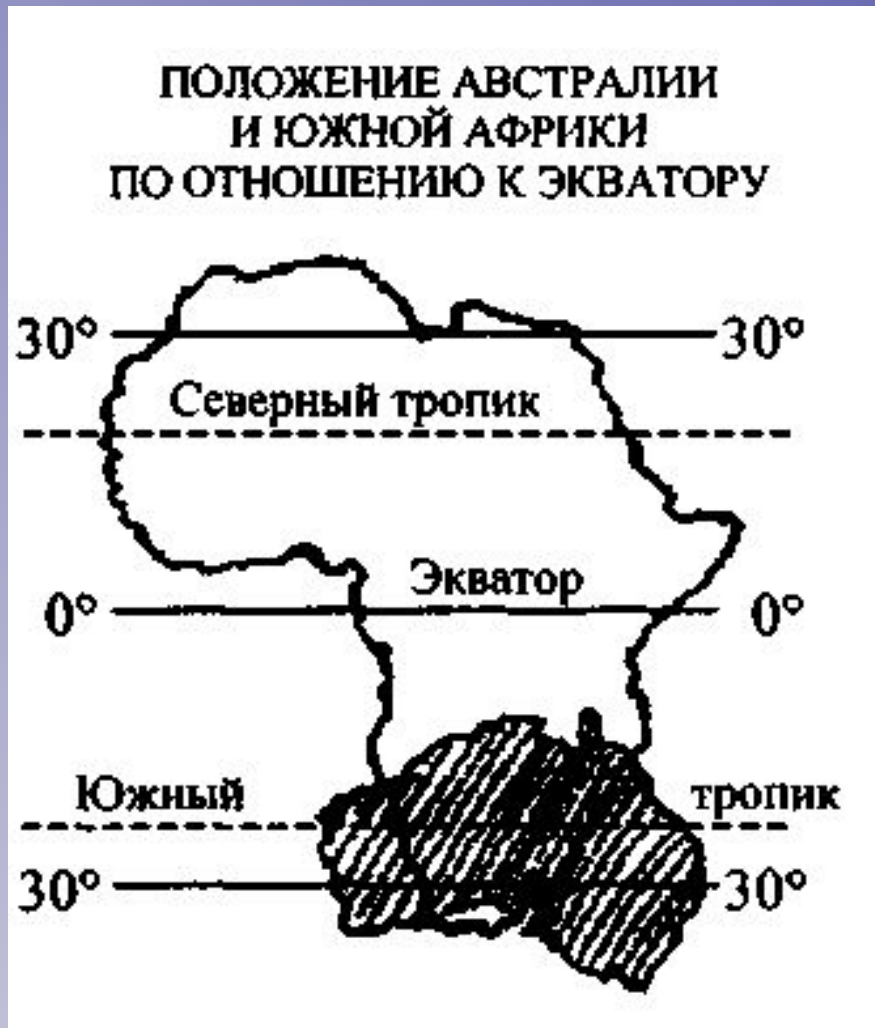 ПОЛОЖЕНИЕ АВСТРАЛИИ
И ЮЖНОЙ АФРИКИ
ПО ОТНОШЕНИЮ К ЭКВАТОРУ
30° 30°
Северный тропик
Экватор
0° 0°
Южный тропик
30° 30°